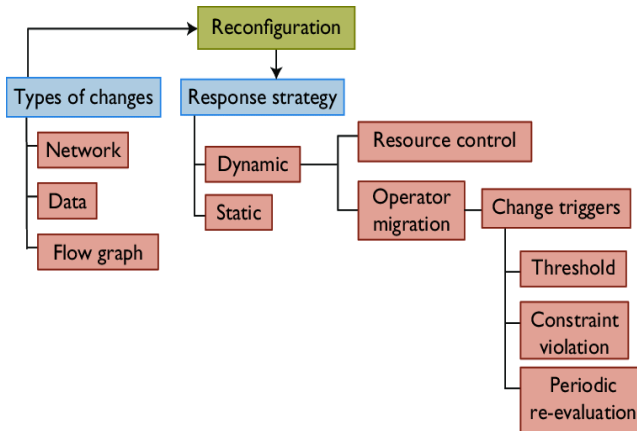 Reconfiguration
Types of changes
Response strategy
Network
Data
Flow graph
Dynamic
Static
Resource control
Operator
migration
Change triggers
Threshold
Constraint
violation
Periodic
re-evaluation